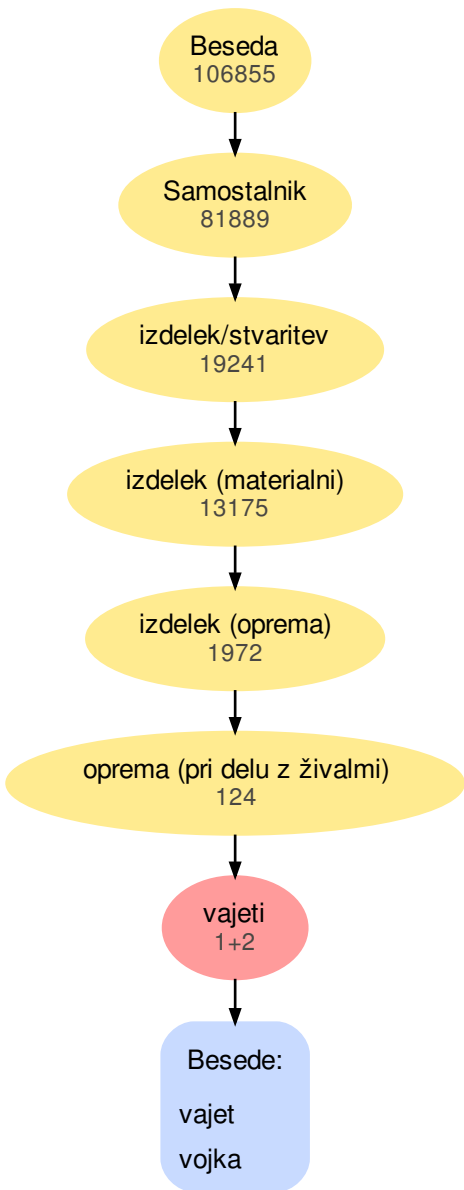 Beseda
106855
Samostalnik
81889
izdelek/stvaritev
19241
izdelek (materialni)
13175
izdelek (oprema)
1972
oprema (pri delu z živalmi)
124
vajeti
1+2
Besede:
vajet
vojka